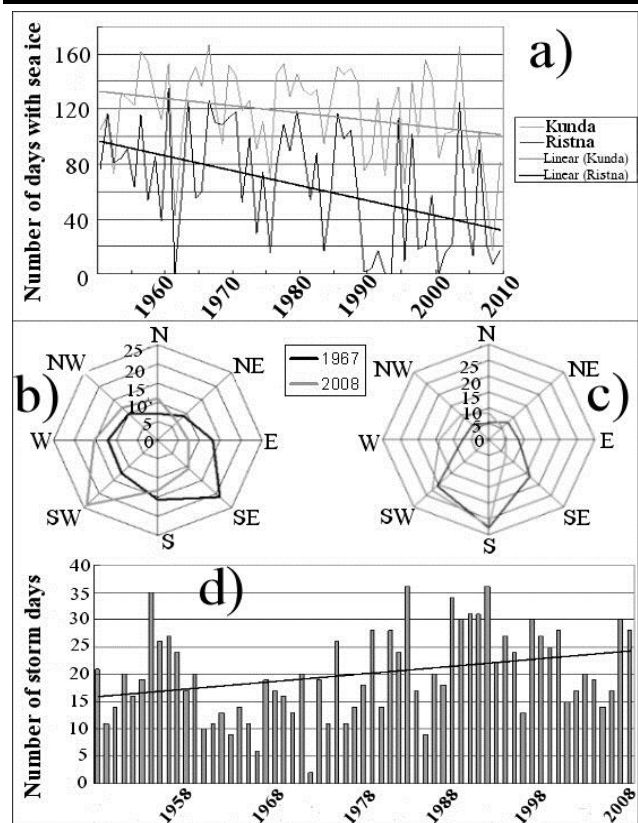 a)
Number of days with sea ice
160
120
80
40
0
1960
1970
1980
1990
2000
2010
Kunda
Ristna
Linear (Kunda)
Linear (Ristna)
b)
N
NE
E
SE
S
SW
W
NW
25
20
15
10
5
0
1967
2008
c)
N
NE
E
SE
S
SW
W
NW
25
20
15
10
5
0
d)
Number of storm days
40
35
30
25
20
15
10
5
0
1958
1968
1978
1988
1998
2008